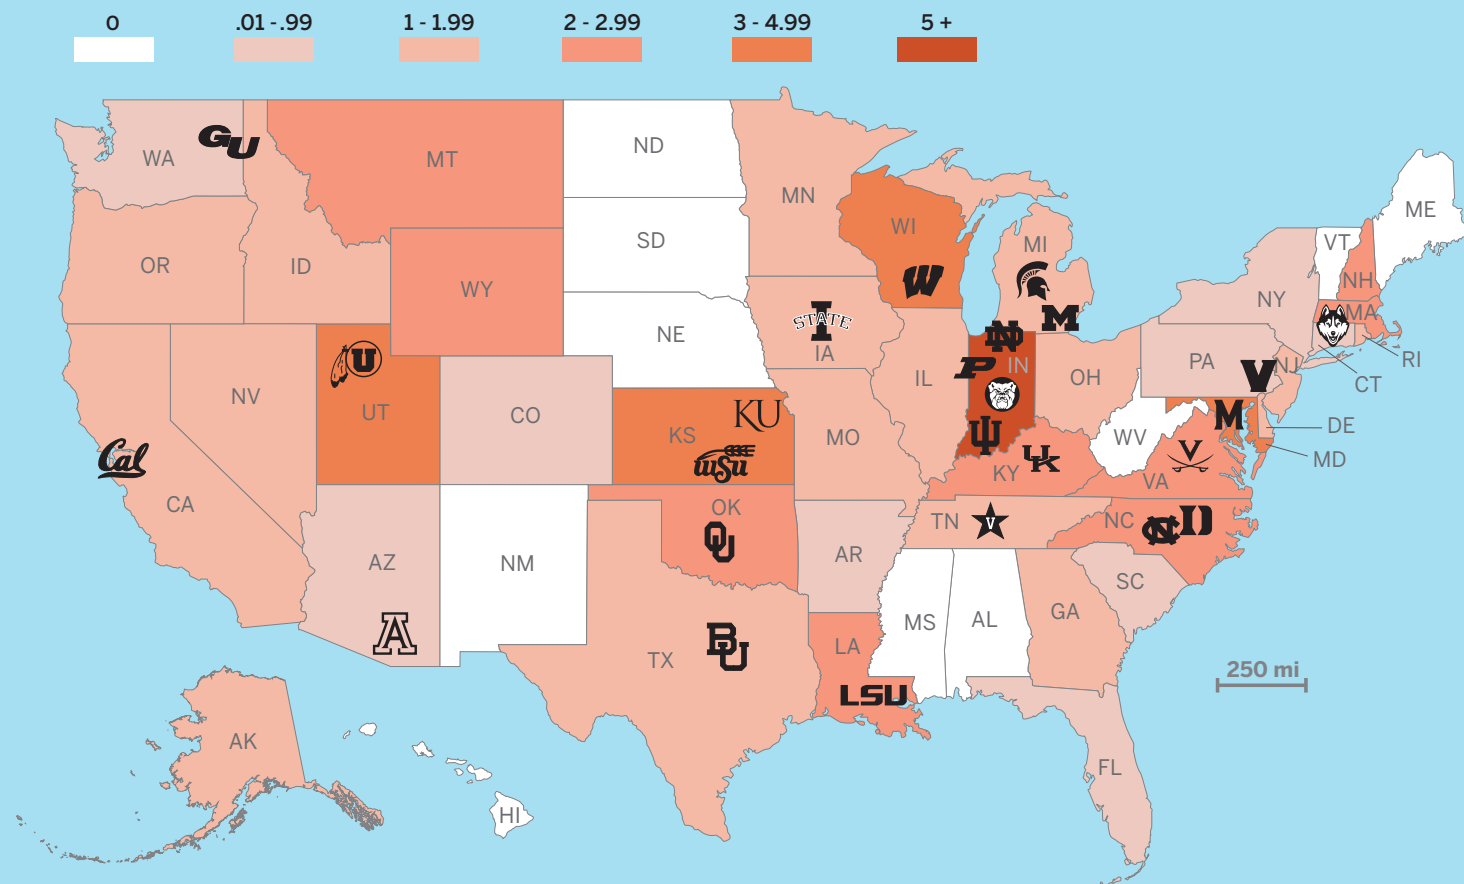 0 .01 - .99 1 - 1.99 2 - 2.99 3 - 4.99 5 +
ND
ME
WA GU MT
MN
WI
VT
SD
MI
OR ID
NH
WY
W
NY
MA
STATE
I
M
NE
ND
IA
IN
P
PA
RI
U
IL
OH
V NJ
CT
NV
UT
CO
KU
M
KS
MO
U
I
WV
DE
Cal
WSU
UK
V
MD
KY
VA
CA
OK
TN V
NC NC D
OU
AZ
NM
AR
SC
A
MS AL
GA
TX BU
LA
LSU
250 mi
AK
FL
HI